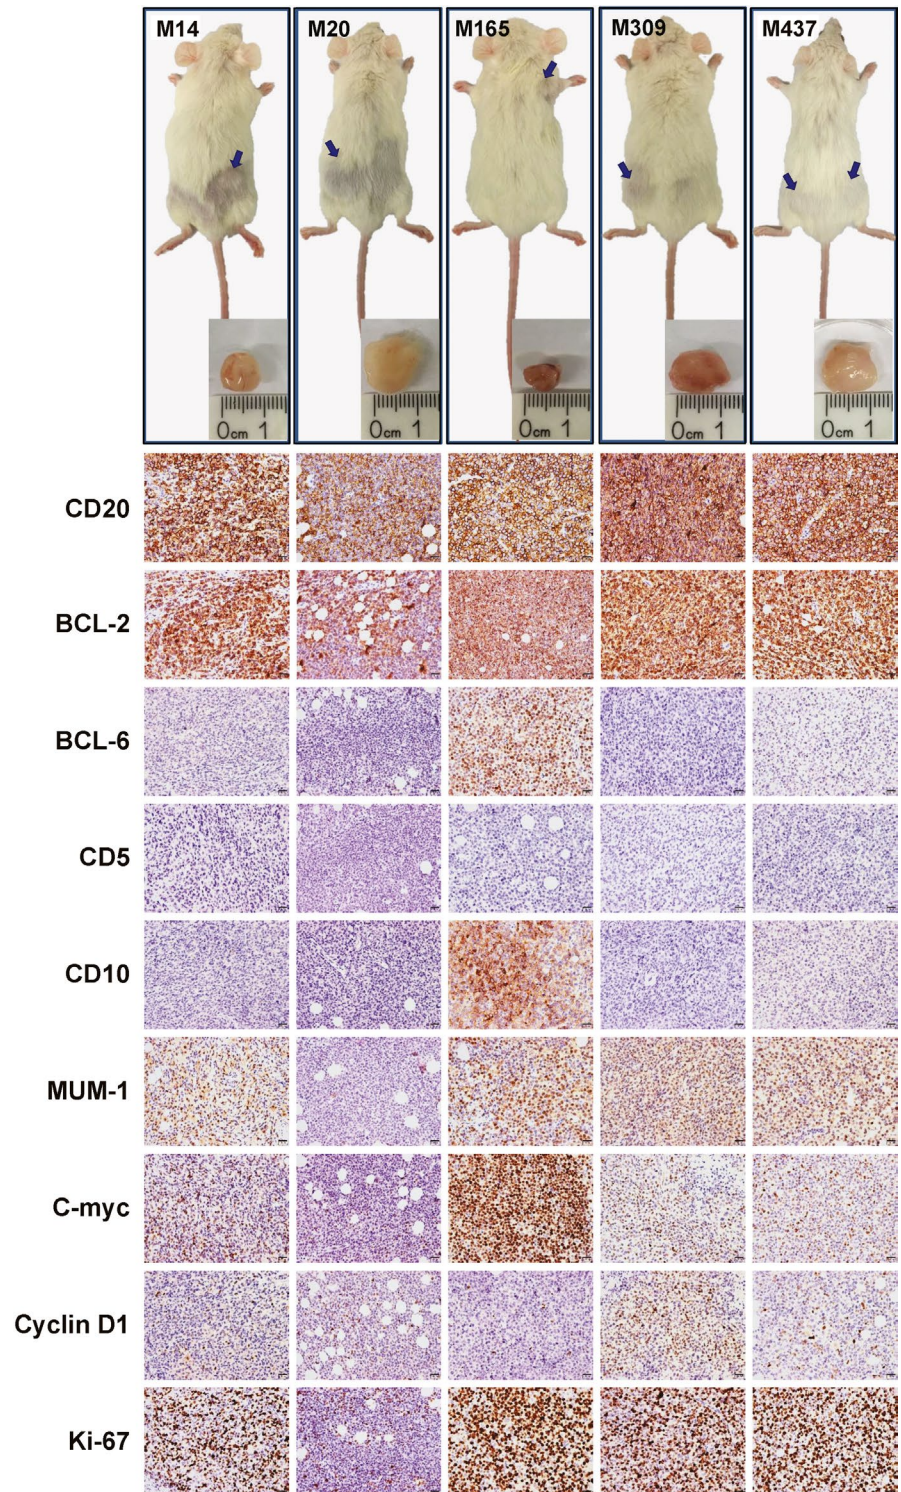 M14 M20 M165 M309 M437
0cm 1 0cm 1 0cm 1 0cm 1 0cm 1
CD20
BCL-2
BCL-6
CD5
CD10
MUM-1
C-myc
Cyclin D1
Ki-67